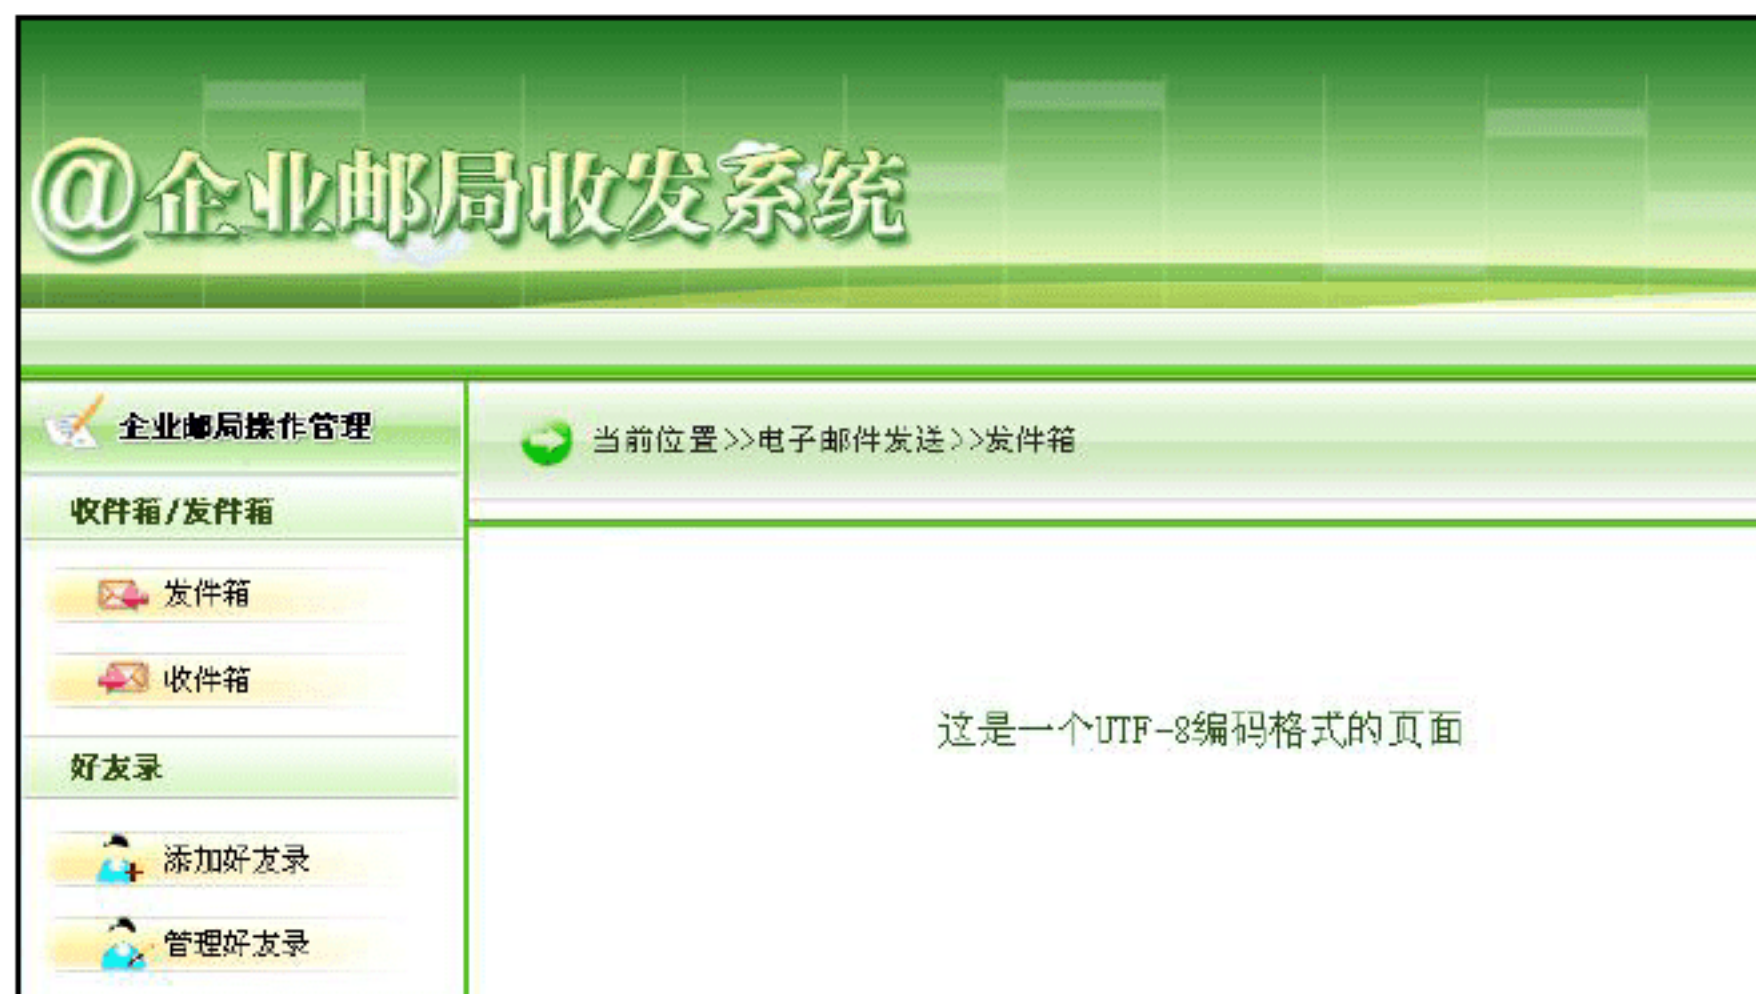 @企业邮局收发系统
企业邮局操作管理
当前位置>>电子邮件发送>>发件箱
收件箱/发件箱
发件箱
收件箱
这是一个UTF-8编码格式的页面
好友录
添加好友录
管理好友录